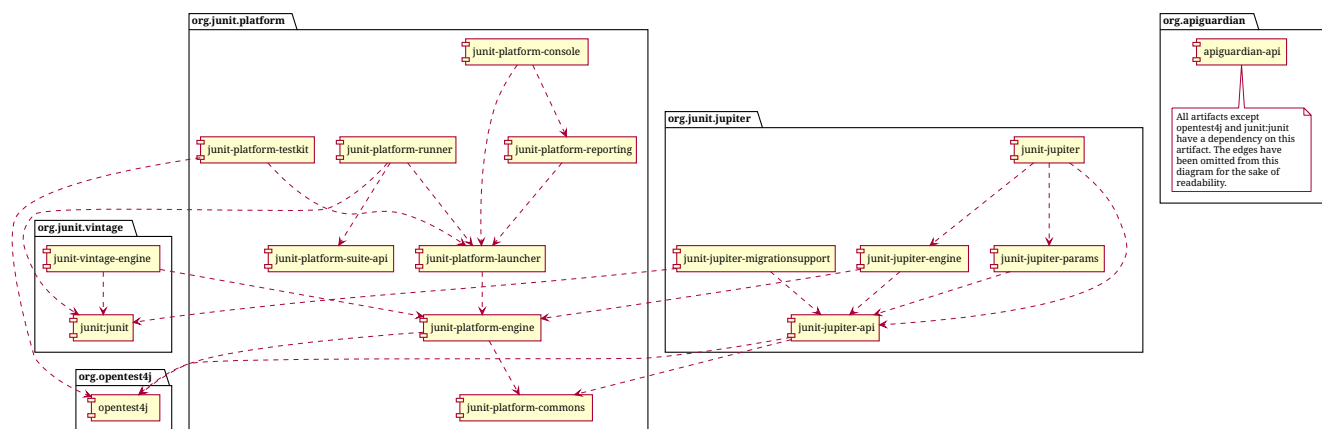 org.junit.platform
org.apiguardian
junit-platform-console
apiguardian-api
org.junit.jupiter
All artifacts except
opentest4j and junit:junit
have a dependency on this
artifact. The edges have
been omitted from this
diagram for the sake of
readability.
junit-platform-testkit
junit-platform-runner
junit-platform-reporting
junit-jupiter
org.junit.vintage
junit-vintage-engine
junit-platform-suite-api
junit-platform-launcher
junit-jupiter-migrationsupport
junit-jupiter-engine
junit-jupiter-params
junit:junit
junit-platform-engine
junit-jupiter-api
org.opentest4j
opentest4j
junit-platform-commons